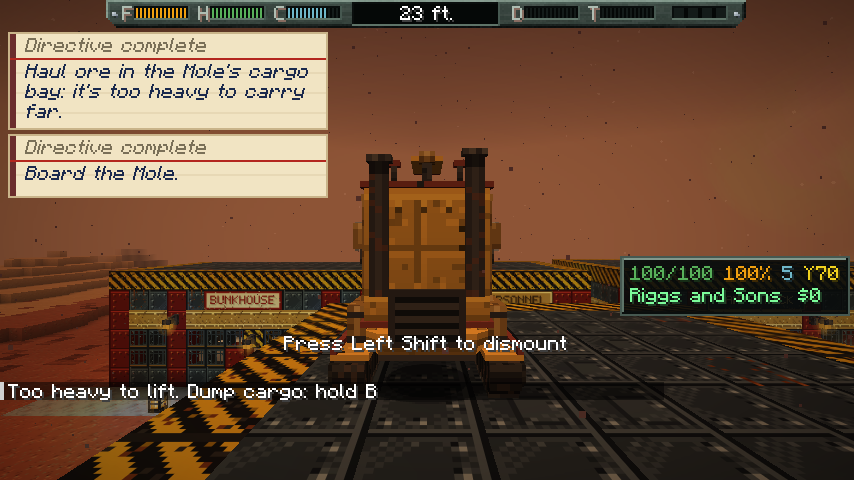 F H C 23 ft. D T
Directive complete
Haul ore in the Mole's cargo
bay: it's too heavy to carry
far.
Directive complete
Board the Mole.
100/100 100% 5 Y70
Riggs and Sons $0
BUNKHOUSE
Press Left Shift to dismount
Too heavy to lift. Dump cargo: hold B